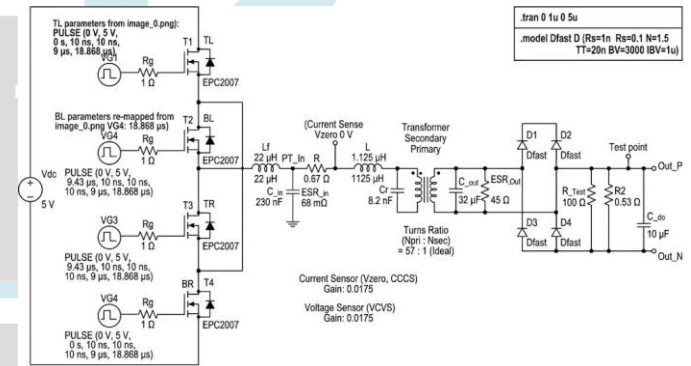 TL parameters from image_0.png):
PULSE (0 V, 5 V,
0 s, 10 ns, 10 ns,
9 µs, 18.868 µs)
VG1
Rg
1 Ω
T1
TL
EPC2007
BL parameters re-mapped from
image_0.png VG4: 18.868 µs)
VG4
Rg
1 Ω
T2
BL
EPC2007
Vdc
5 V
PULSE (0 V, 5 V,
9.43 µs, 10 ns, 10 ns,
10 ns, 9 µs, 18.868 µs)
VG3
Rg
1 Ω
T3
TR
EPC2007
PULSE (0 V, 5 V,
9.43 µs, 10 ns, 10 ns,
10 ns, 9 µs, 18.868 µs)
VG4
Rg
1 Ω
BR
T4
EPC2007
PULSE (0 V, 5 V,
0 s, 10 ns, 10 ns,
10 ns, 9 µs, 18.868 µs)
Lf
22 µH
22 µH
PT_In
C_in
230 nF
ESR_in
68 mΩ
R
0.67 Ω
(Current Sense
Vzero 0 V
L
1.125 µH
1125 µH
Cr
8.2 nF
Transformer
Secondary
Primary
Turns Ratio
(Npri : Nsec)
= 57 : 1 (Ideal)
C_out
32 µF
ESR_Out
45 Ω
Current Sensor (Vzero, CCCS)
Gain: 0.0175
Voltage Sensor (VCVS)
Gain: 0.0175
.tran 0 1u 0 5u
.model Dfast D (Rs=1n Rs=0.1 N=1.5
TT=20n BV=3000 IBV=1u)
D1
Dfast
D2
Dfast
D3
Dfast
D4
Dfast
Test point
Out_P
R_Test
100 Ω
R2
0.53 Ω
C_do
10 µF
Out_N